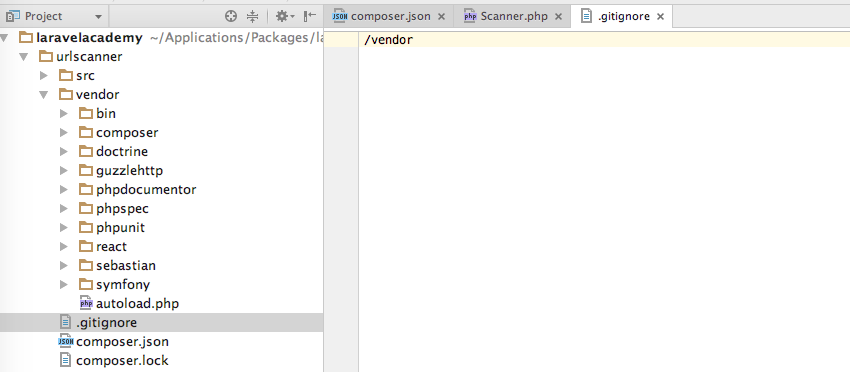 Project
composer.json
Scanner.php
.gitignore
laravelacademy ~/Applications/Packages/la
urlscanner
src
vendor
bin
composer
doctrine
guzzlehttp
phpdocumentor
phpspec
phpunit
react
sebastian
symfony
autoload.php
.gitignore
composer.json
composer.lock
/vendor